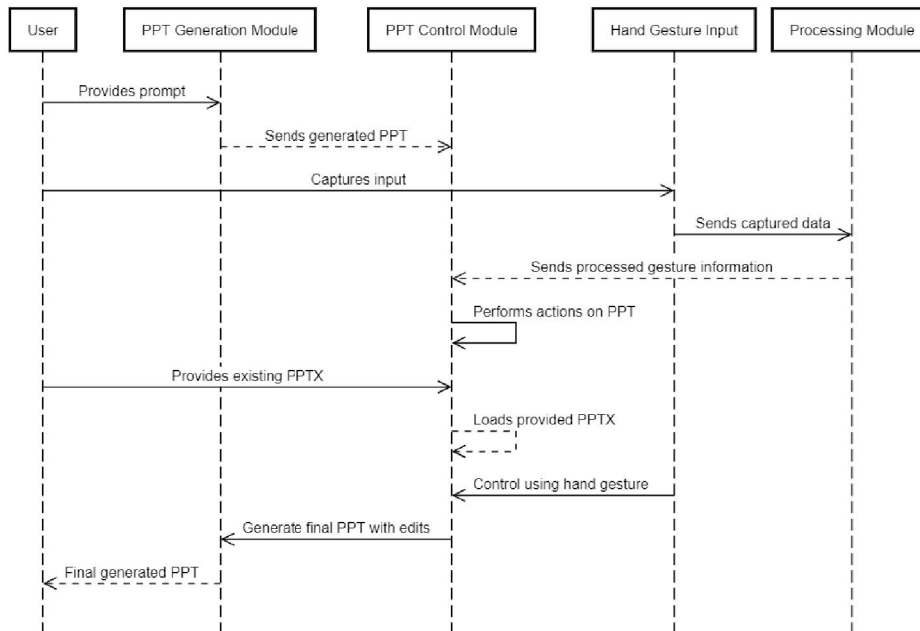 User
PPT Generation Module
PPT Control Module
Hand Gesture Input
Processing Module
Provides prompt
Sends generated PPT
Captures input
Sends captured data
Sends processed gesture information
Performs actions on PPT
Provides existing PPTX
Loads provided PPTX
Control using hand gesture
Generate final PPT with edits
Final generated PPT